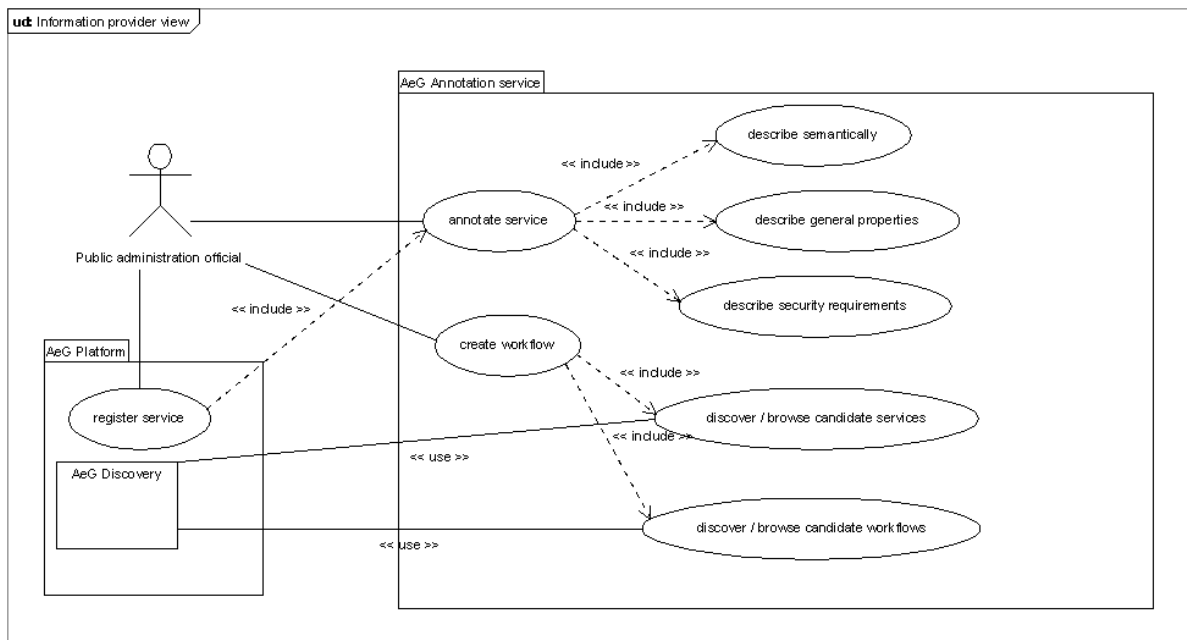 ud: Information provider view
AeG Annotation service
describe semantically
<< include >>
<< include >>
annotate service
describe general properties
<< include >>
Public administration official
<< include >>
describe security requirements
create workflow
AeG Platform
<< include >>
register service
discover / browse candidate services
<< include >>
<< use >>
AeG Discovery
discover / browse candidate workflows
<< use >>